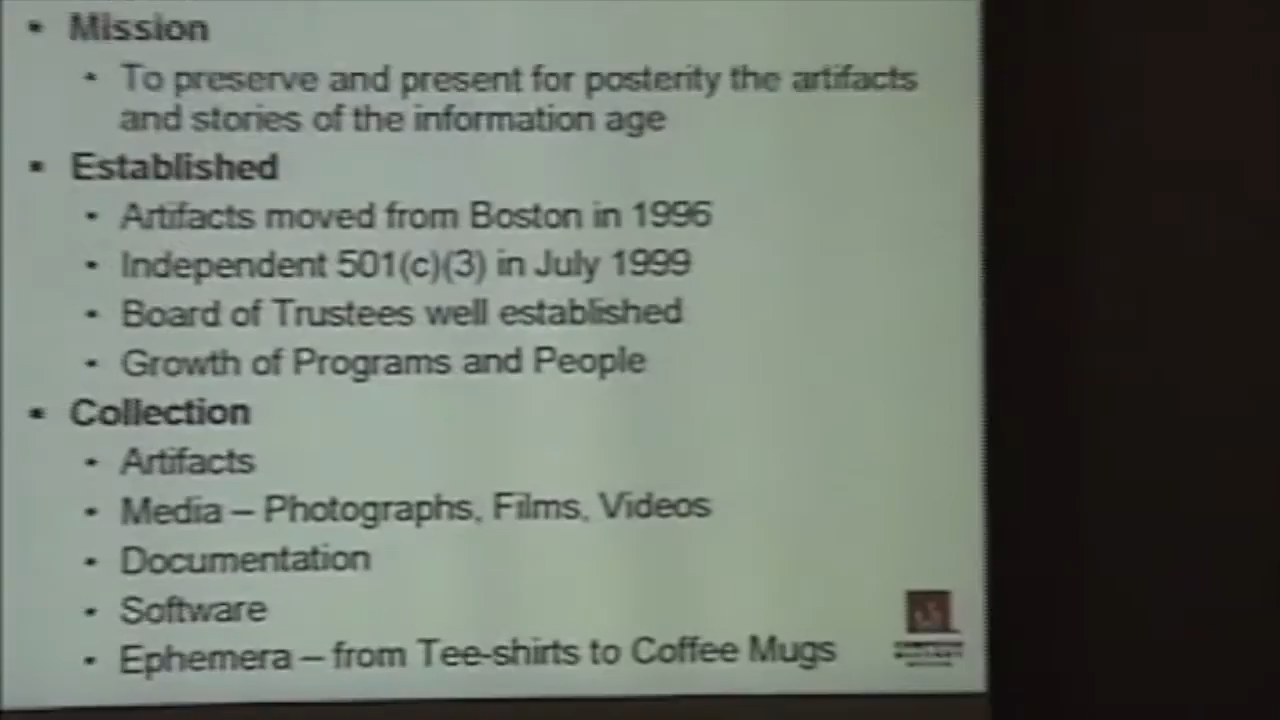 ▪ Mission
• To preserve and present for posterity the artifacts
and stories of the information age
▪ Established
• Artifacts moved from Boston in 1996
• Independent 501(c)(3) in July 1999
• Board of Trustees well established
• Growth of Programs and People
▪ Collection
• Artifacts
• Media – Photographs, Films, Videos
• Documentation
• Software
• Ephemera – from Tee-shirts to Coffee Mugs